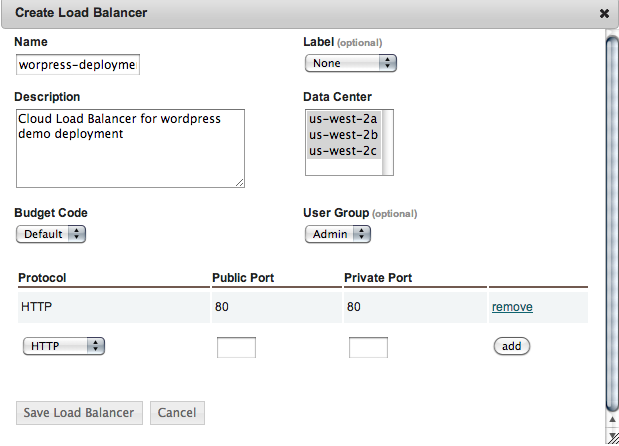 Create Load Balancer
Name
Label (optional)
worpress-deployme
None
Description
Data Center
Cloud Load Balancer for wordpress
demo deployment
us-west-2a
us-west-2b
us-west-2c
Budget Code
User Group (optional)
Default
Admin
Protocol Public Port Private Port
HTTP 80 80 remove
HTTP add
Save Load Balancer Cancel